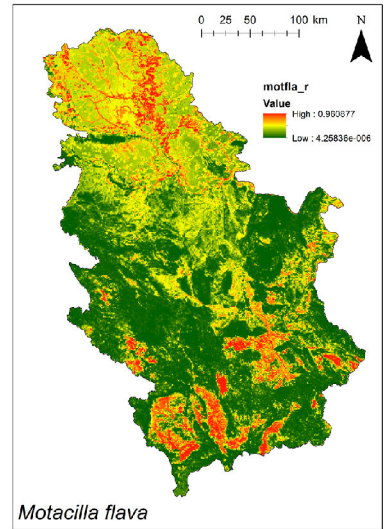 0 25 50 100 km
N
motfla_r
Value
High : 0.960677
Low : 4.25836e-006
Motacilla flava